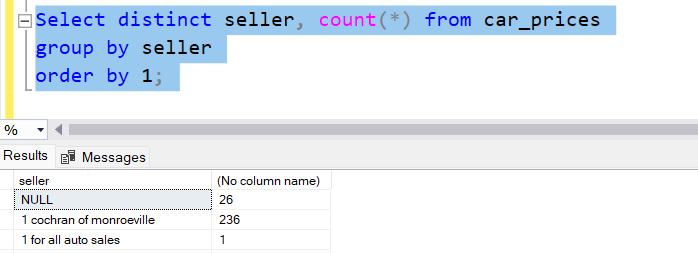 Select distinct seller, count(*) from car_prices
group by seller
order by 1;
%
Results Messages
seller (No column name)
NULL 26
1 cochran of monroeville 236
1 for all auto sales 1